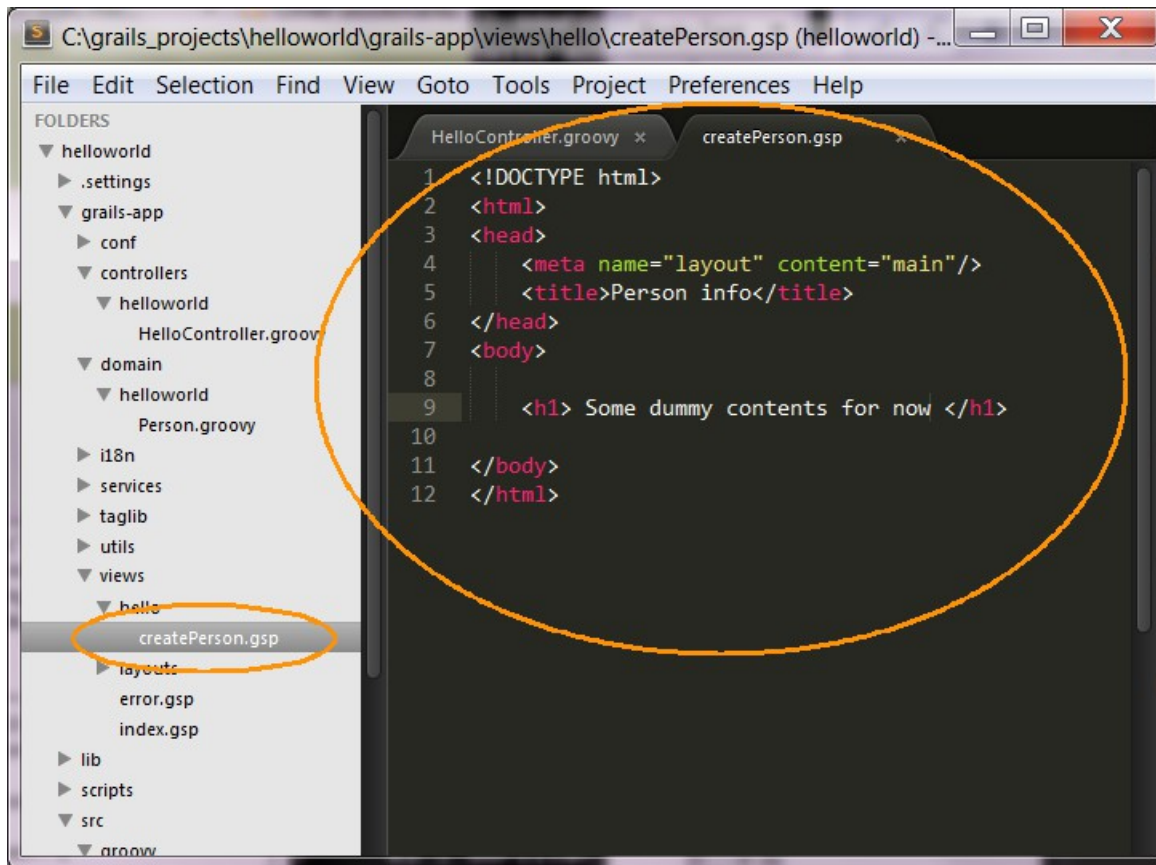 C:\grails_projects\helloworld\grails-app\views\hello\createPerson.gsp (helloworld) -...
File Edit Selection Find View Goto Tools Project Preferences Help
FOLDERS
helloworld
.settings
grails-app
conf
controllers
helloworld
HelloController.groovy
domain
helloworld
Person.groovy
i18n
services
taglib
utils
views
hello
createPerson.gsp
layouts
error.gsp
index.gsp
lib
scripts
src
groovy
HelloController.groovy × createPerson.gsp ×
1 <!DOCTYPE html>
2 <html>
3 <head>
4 <meta name="layout" content="main"/>
5 <title>Person info</title>
6 </head>
7 <body>
8
9 <h1> Some dummy contents for now </h1>
10
11 </body>
12 </html>